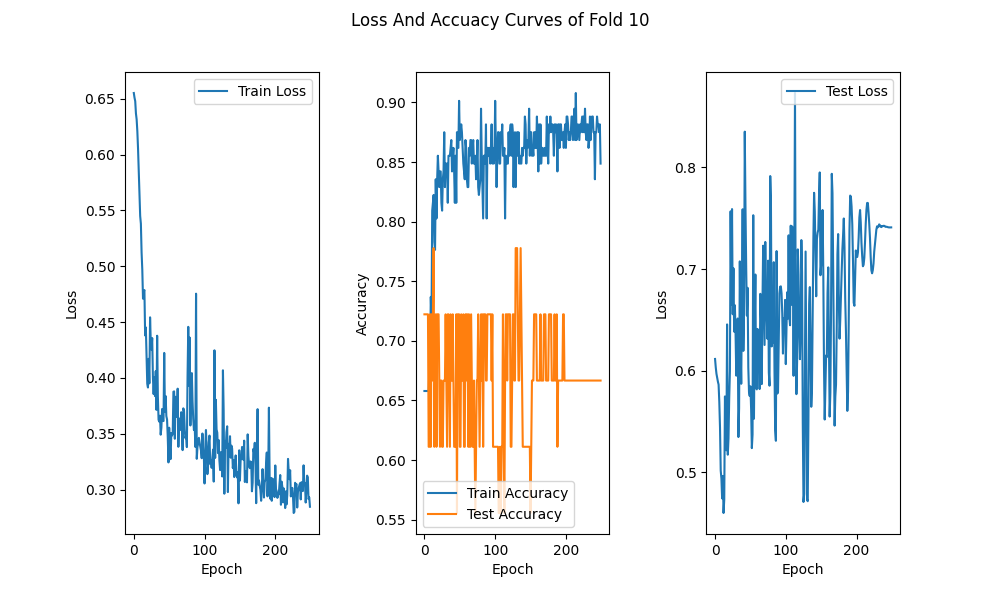 Loss And Accuacy Curves of Fold 10
Loss
0.65
0.60
0.55
0.50
0.45
0.40
0.35
0.30
Train Loss
0 100 200
Epoch
Accuracy
0.90
0.85
0.80
0.75
0.70
0.65
0.60
0.55
Train Accuracy
Test Accuracy
0 100 200
Epoch
Loss
0.8
0.7
0.6
0.5
Test Loss
0 100 200
Epoch